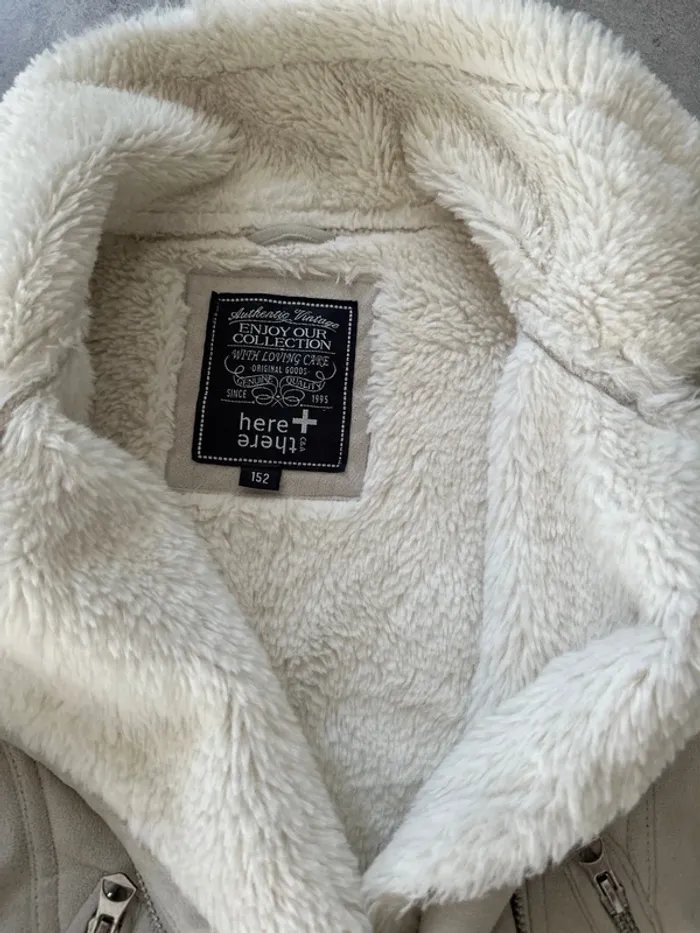 Authentic Vintage
ENJOY OUR
COLLECTION
WITH LOVING CARE
ORIGINAL GOODS
GENUINE QUALITY
SINCE 1995
here+
there
C&A
152